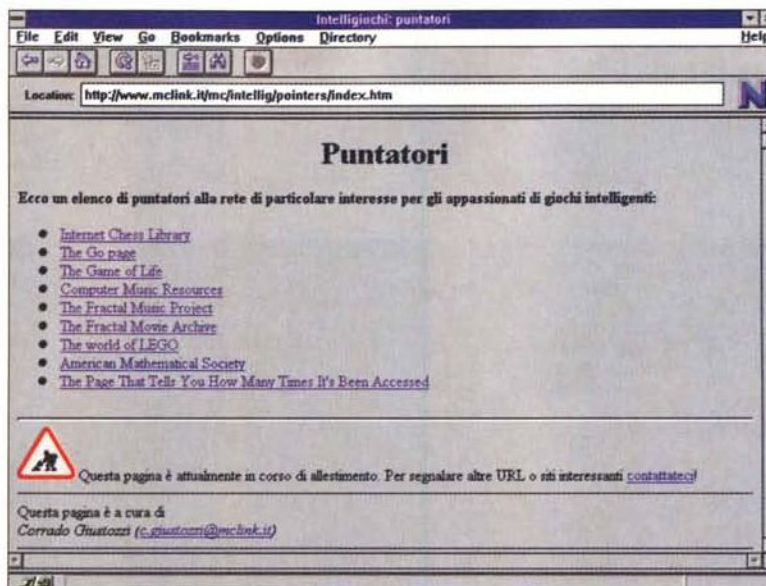 Intelligiochi: puntatori
File Edit View Go Bookmarks Options Directory Help
Location: http://www.mclink.it/mc/intellig/pointers/index.htm
N
Puntatori
Ecco un elenco di puntatori alla rete di particolare interesse per gli appassionati di giochi intelligenti:
Internet Chess Library
The Go page
The Game of Life
Computer Music Resources
The Fractal Music Project
The Fractal Movie Archive
The world of LEGO
American Mathematical Society
The Page That Tells You How Many Times It's Been Accessed
Questa pagina è attualmente in corso di allestimento. Per segnalare altre URL o siti interessanti contattateci!
Questa pagina è a cura di
Corrado Giustozzi (c.giustozzi@mclink.it)